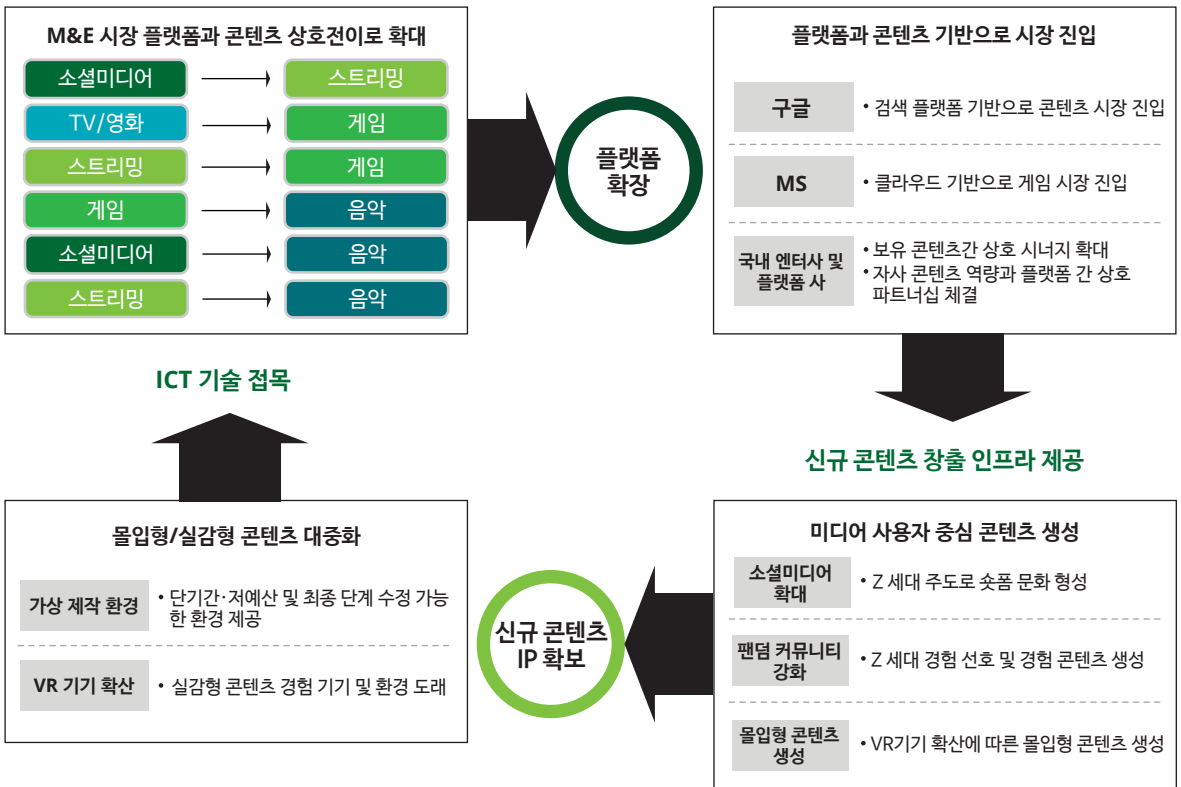 M&E 시장 플랫폼과 콘텐츠 상호전이로 확대
소셜미디어
스트리밍
TV/영화
게임
스트리밍
게임
게임
음악
소셜미디어
음악
스트리밍
음악
플랫폼
확장
플랫폼과 콘텐츠 기반으로 시장 진입
구글
• 검색 플랫폼 기반으로 콘텐츠 시장 진입
MS
• 클라우드 기반으로 게임 시장 진입
국내 엔터사 및
플랫폼 사
• 보유 콘텐츠간 상호 시너지 확대
• 자사 콘텐츠 역량과 플랫폼 간 상호
파트너십 체결
신규 콘텐츠 창출 인프라 제공
미디어 사용자 중심 콘텐츠 생성
소셜미디어
확대
• Z 세대 주도로 숏폼 문화 형성
팬덤 커뮤니티
강화
• Z 세대 경험 선호 및 경험 콘텐츠 생성
몰입형 콘텐츠
생성
• VR기기 확산에 따른 몰입형 콘텐츠 생성
신규 콘텐츠
IP 확보
몰입형/실감형 콘텐츠 대중화
가상 제작 환경
• 단기간·저예산 및 최종 단계 수정 가능
한 환경 제공
VR 기기 확산
• 실감형 콘텐츠 경험 기기 및 환경 도래
ICT 기술 접목